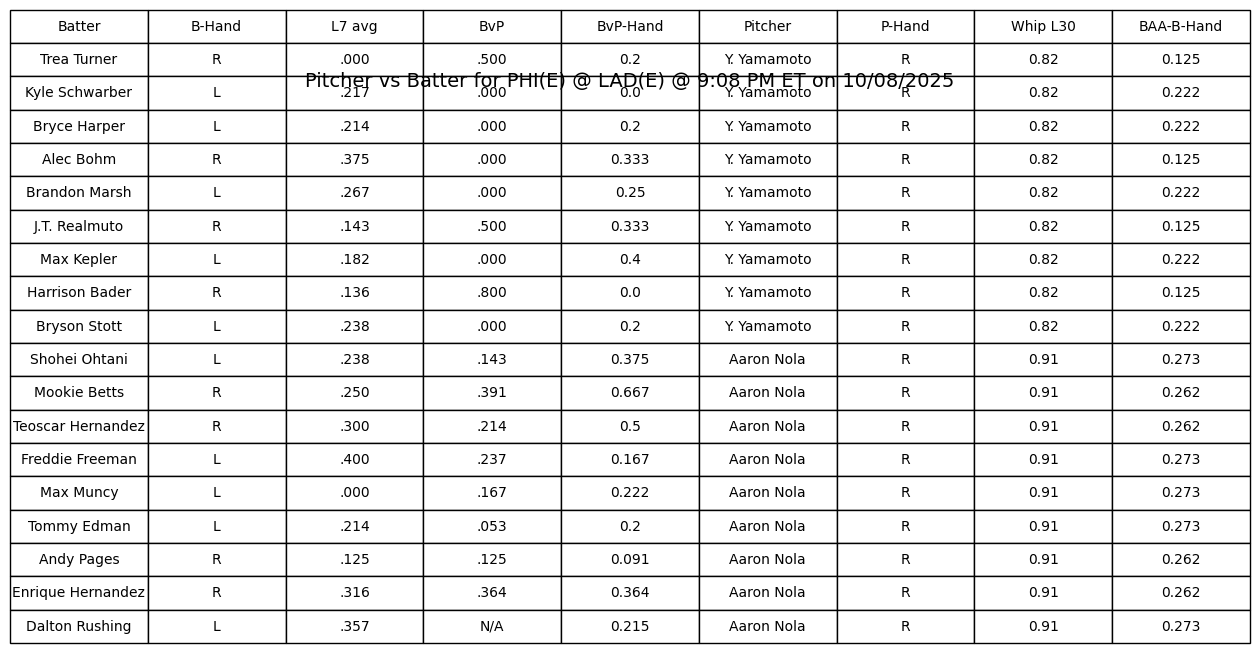 Batter B-Hand L7 avg BvP BvP-Hand Pitcher P-Hand Whip L30 BAA-B-Hand
Trea Turner R .000 .500 0.2 Y. Yamamoto R 0.82 0.125
Pitcher vs Batter for PHI(E) @ LAD(E) @ 9:08 PM ET on 10/08/2025
Kyle Schwarber L .217 .000 0.0 Y. Yamamoto R 0.82 0.222
Bryce Harper L .214 .000 0.2 Y. Yamamoto R 0.82 0.222
Alec Bohm R .375 .000 0.333 Y. Yamamoto R 0.82 0.125
Brandon Marsh L .267 .000 0.25 Y. Yamamoto R 0.82 0.222
J.T. Realmuto R .143 .500 0.333 Y. Yamamoto R 0.82 0.125
Max Kepler L .182 .000 0.4 Y. Yamamoto R 0.82 0.222
Harrison Bader R .136 .800 0.0 Y. Yamamoto R 0.82 0.125
Bryson Stott L .238 .000 0.2 Y. Yamamoto R 0.82 0.222
Shohei Ohtani L .238 .143 0.375 Aaron Nola R 0.91 0.273
Mookie Betts R .250 .391 0.667 Aaron Nola R 0.91 0.262
Teoscar Hernandez R .300 .214 0.5 Aaron Nola R 0.91 0.262
Freddie Freeman L .400 .237 0.167 Aaron Nola R 0.91 0.273
Max Muncy L .000 .167 0.222 Aaron Nola R 0.91 0.273
Tommy Edman L .214 .053 0.2 Aaron Nola R 0.91 0.273
Andy Pages R .125 .125 0.091 Aaron Nola R 0.91 0.262
Enrique Hernandez R .316 .364 0.364 Aaron Nola R 0.91 0.262
Dalton Rushing L .357 N/A 0.215 Aaron Nola R 0.91 0.273